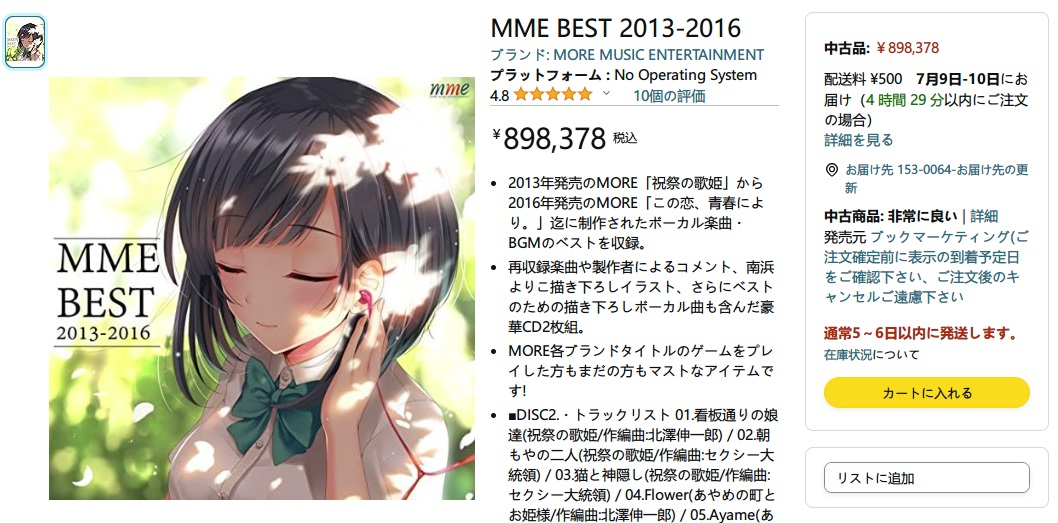 mme
MME
BEST
2013-2016
MME BEST 2013-2016
ブランド: MORE MUSIC ENTERTAINMENT
プラットフォーム : No Operating System
4.8 10個の評価
¥898,378 税込
2013年発売のMORE「祝祭の歌姫」から
2016年発売のMORE「この恋、青春によ
り。」迄に制作されたボーカル楽曲・
BGMのベストを収録。
再収録楽曲や製作者によるコメント、南浜
よりこ描き下ろしイラスト、さらにベスト
のための描き下ろしボーカル曲も含んだ豪
華CD2枚組。
MORE各ブランドタイトルのゲームをプレ
イした方もまだの方もマストなアイテムで
す!
■DISC2.・トラックリスト 01.看板通りの娘
達(祝祭の歌姫/作編曲:北澤伸一郎) / 02.朝
もやの二人(祝祭の歌姫/作編曲:セクシー大
統領) / 03.猫と神隠し(祝祭の歌姫/作編曲:
セクシー大統領) / 04.Flower(あやめの町と
お姫様/作編曲:北澤伸一郎) / 05.Ayame(あ
中古品: ¥ 898,378
配送料 ¥500 7月9日-10日にお
届け（4 時間 29 分以内にご注文
の場合）
詳細を見る
お届け先 153-0064-お届け先の更
新
中古商品: 非常に良い | 詳細
発売元 ブックマーケティング(ご
注文確定前に表示の到着予定日
をご確認下さい、ご注文後のキ
ャンセルご遠慮下さい
通常5～6日以内に発送します。
在庫状況について
カートに入れる
リストに追加